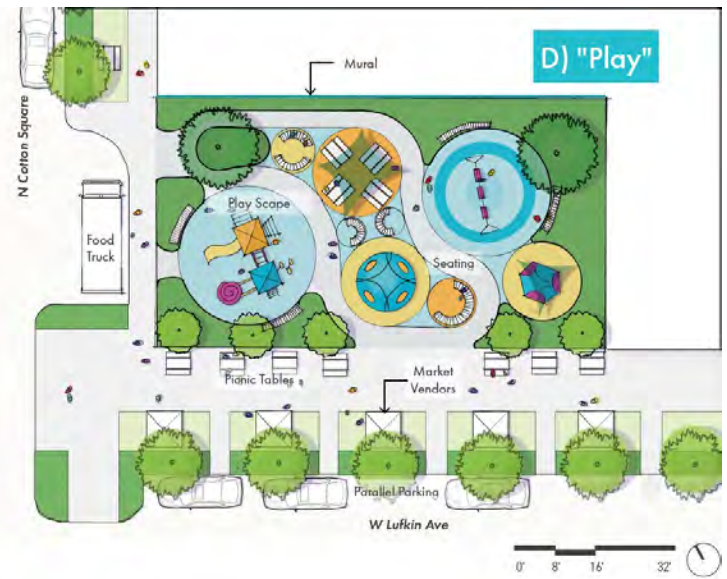 D) "Play"
Mural
N Cotton Square
Play Scape
Food
Truck
Seating
Picnic Tables
Market
Vendors
Parallel Parking
W Lufkin Ave
0' 8' 16' 32'